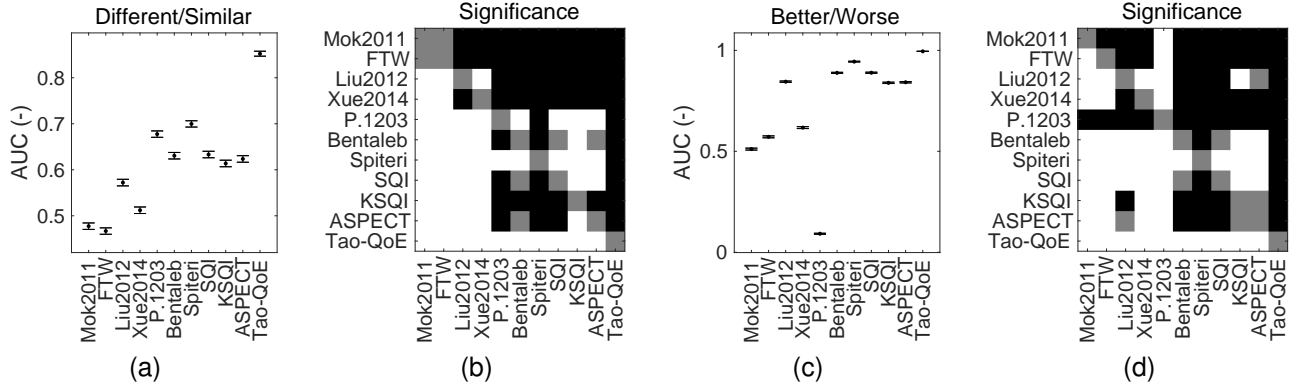 Different/Similar
AUC (-)
0.8
0.7
0.6
0.5
Mok2011
FTW
Liu2012
Xue2014
P.1203
Bentaleb
Spiteri
SQI
KSQI
ASPECT
Tao-QoE
(a)
Significance
Mok2011
FTW
Liu2012
Xue2014
P.1203
Bentaleb
Spiteri
SQI
KSQI
ASPECT
Tao-QoE
Mok2011
FTW
Liu2012
Xue2014
P.1203
Bentaleb
Spiteri
SQI
KSQI
ASPECT
Tao-QoE
(b)
Better/Worse
AUC (-)
1
0.5
0
Mok2011
FTW
Liu2012
Xue2014
P.1203
Bentaleb
Spiteri
SQI
KSQI
ASPECT
Tao-QoE
(c)
Significance
Mok2011
FTW
Liu2012
Xue2014
P.1203
Bentaleb
Spiteri
SQI
KSQI
ASPECT
Tao-QoE
Mok2011
FTW
Liu2012
Xue2014
P.1203
Bentaleb
Spiteri
SQI
KSQI
ASPECT
Tao-QoE
(d)